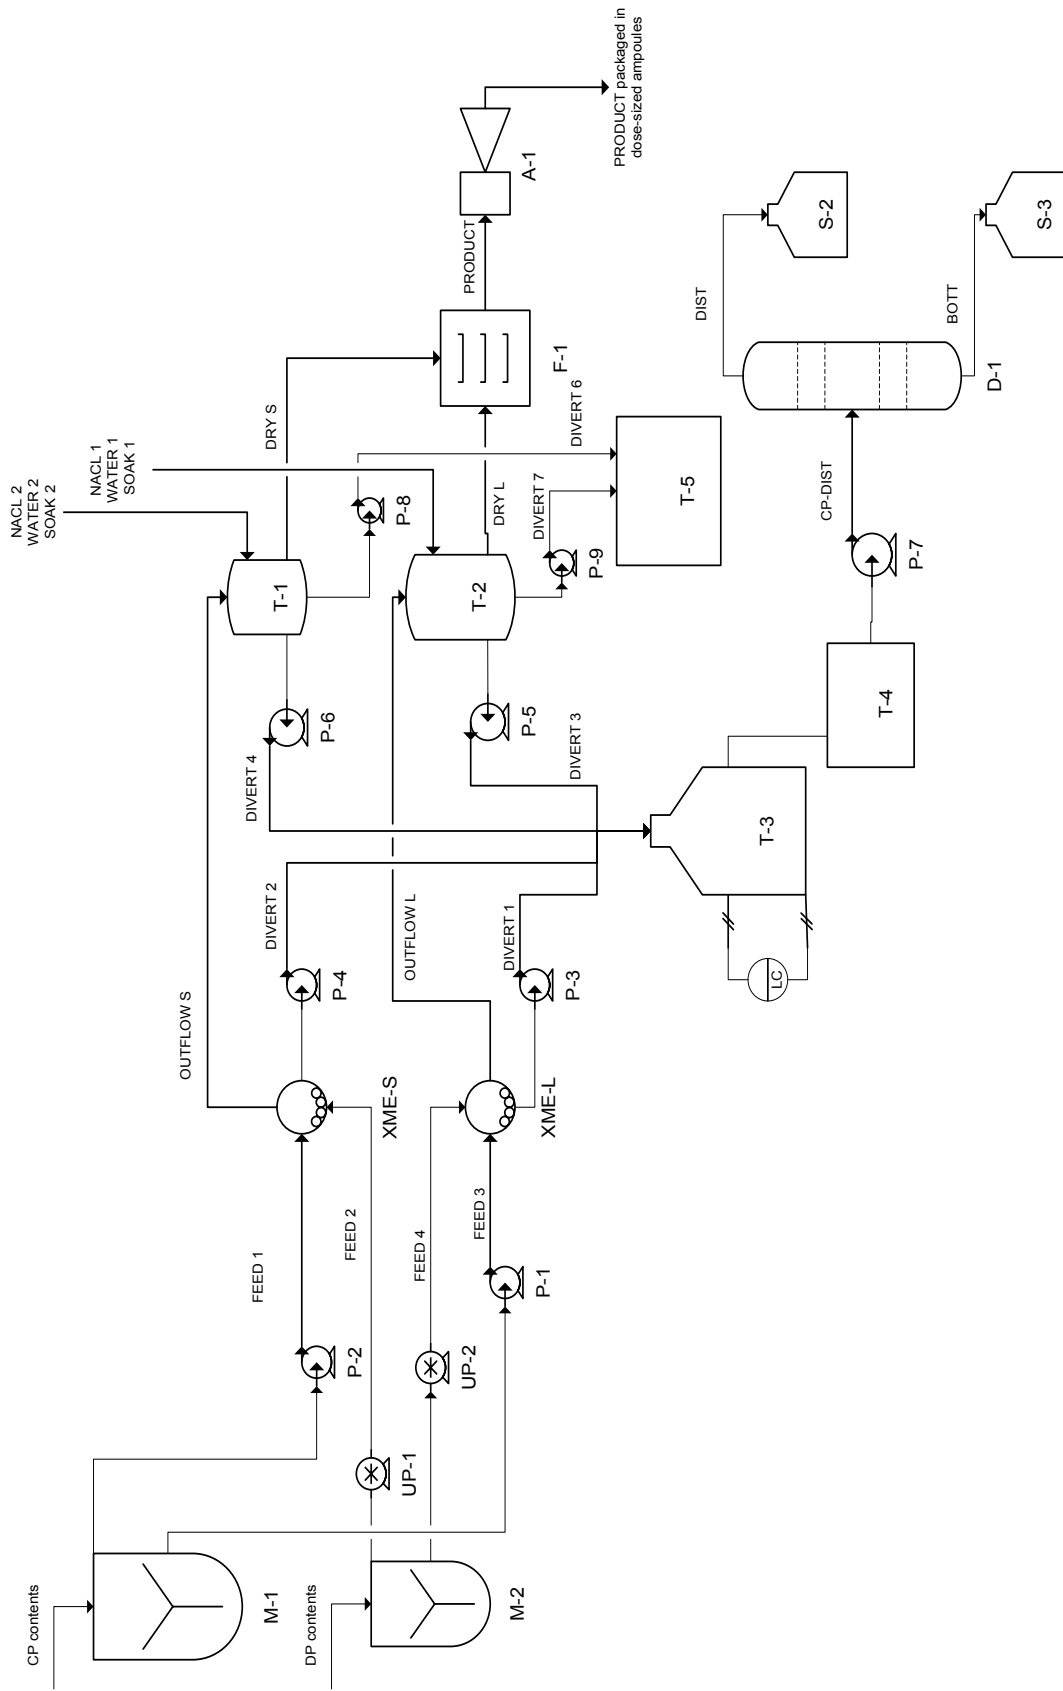 CP contents
M-1
DP contents
M-2
P-2
FEED 1
UP-1
FEED 2
UP-2
FEED 4
P-1
FEED 3
XME-S
XME-L
OUTFLOW S
P-4
DIVERT 2
OUTFLOW L
P-3
DIVERT 1
P-6
DIVERT 4
P-5
DIVERT 3
NACL 2
WATER 2
SOAK 2
NACL 1
WATER 1
SOAK 1
T-1
T-2
P-8
DIVERT 6
P-9
DIVERT 7
DRY S
DRY L
F-1
PRODUCT
A-1
PRODUCT packaged in
dose-sized ampoules
T-5
LC
T-3
T-4
P-7
CP-DIST
D-1
DIST
S-2
BOTT
S-3